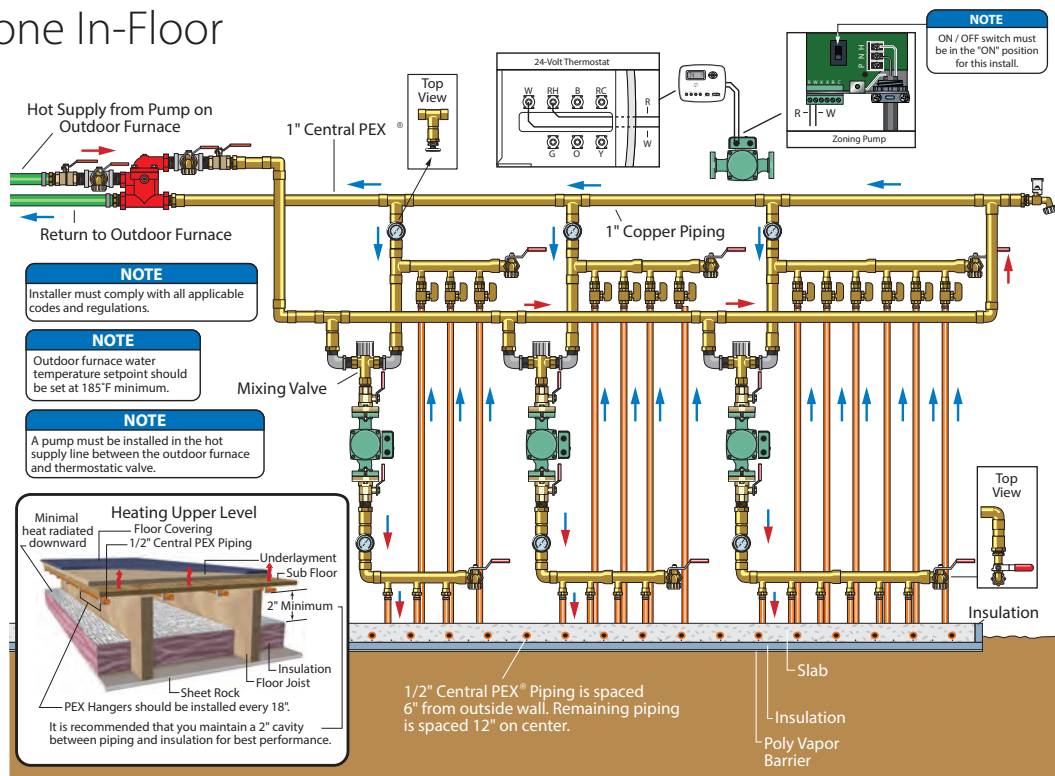 one In-Floor
NOTE
ON / OFF switch must
be in the "ON" position
for this install.
24-Volt Thermostat
W RH B RC
G O Y
R
W
H
N
P
R W X X B C
R W
Zoning Pump
Top
View
Hot Supply from Pump on
Outdoor Furnace
1" Central PEX ®
Return to Outdoor Furnace
1" Copper Piping
NOTE
Installer must comply with all applicable
codes and regulations.
NOTE
Outdoor furnace water
temperature setpoint should
be set at 185˚F minimum.
Mixing Valve
NOTE
A pump must be installed in the hot
supply line between the outdoor furnace
and thermostatic valve.
Top
View
Heating Upper Level
Minimal
heat radiated
downward
Floor Covering
1/2" Central PEX Piping
Underlayment
Sub Floor
2" Minimum
Insulation
Floor Joist
Sheet Rock
PEX Hangers should be installed every 18".
It is recommended that you maintain a 2" cavity
between piping and insulation for best performance.
Insulation
1/2" Central PEX® Piping is spaced
6" from outside wall. Remaining piping
is spaced 12" on center.
Slab
Insulation
Poly Vapor
Barrier